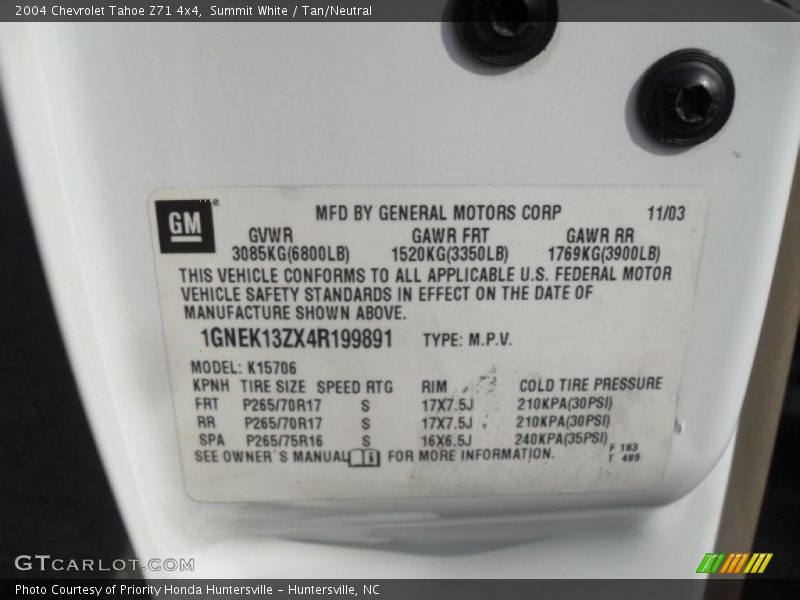 2004 Chevrolet Tahoe Z71 4x4, Summit White / Tan/Neutral
GM
MFD BY GENERAL MOTORS CORP 11/03
GVWR GAWR FRT GAWR RR
3085KG(6800LB) 1520KG(3350LB) 1769KG(3900LB)
THIS VEHICLE CONFORMS TO ALL APPLICABLE U.S. FEDERAL MOTOR
VEHICLE SAFETY STANDARDS IN EFFECT ON THE DATE OF
MANUFACTURE SHOWN ABOVE.
1GNEK13ZX4R199891 TYPE: M.P.V.
MODEL: K15706
KPNH TIRE SIZE SPEED RTG RIM COLD TIRE PRESSURE
FRT P265/70R17 S 17X7.5J 210KPA(30PSI)
RR P265/70R17 S 17X7.5J 210KPA(30PSI)
SPA P265/75R16 S 16X6.5J 240KPA(35PSI)
SEE OWNER'S MANUAL FOR MORE INFORMATION.
F 183
T 489
GTCARLOT.COM
Photo Courtesy of Priority Honda Huntersville – Huntersville, NC